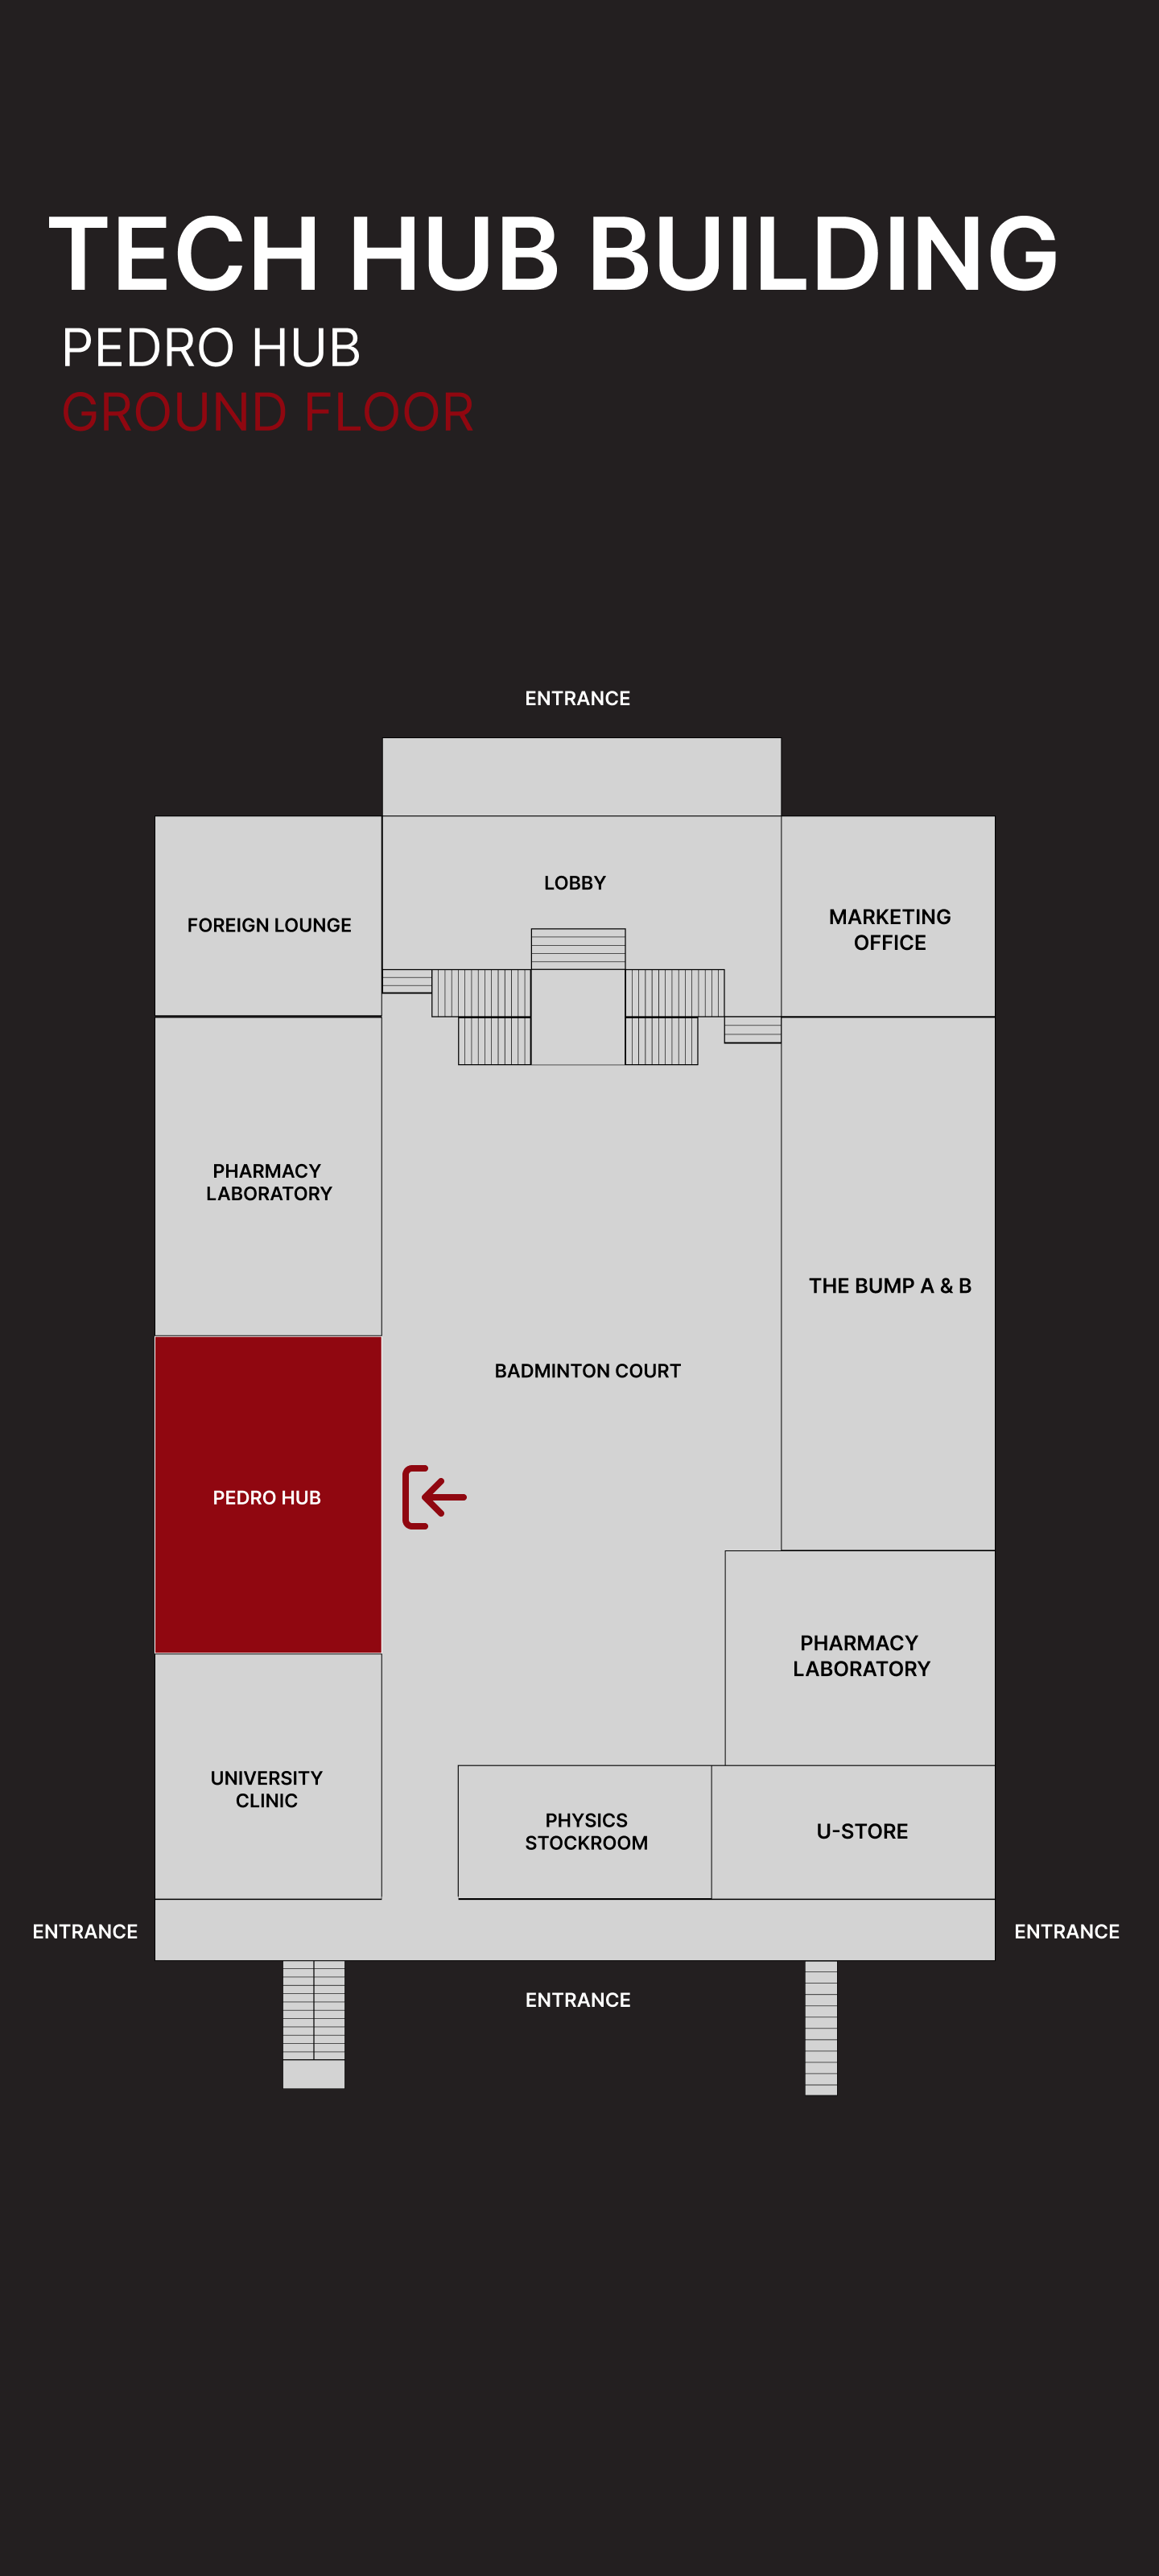 TECH HUB BUILDING
PEDRO HUB
GROUND FLOOR
ENTRANCE
LOBBY
FOREIGN LOUNGE
MARKETING
OFFICE
PHARMACY
LABORATORY
THE BUMP A & B
BADMINTON COURT
PEDRO HUB
PHARMACY
LABORATORY
UNIVERSITY
CLINIC
PHYSICS
STOCKROOM
U-STORE
ENTRANCE
ENTRANCE
ENTRANCE